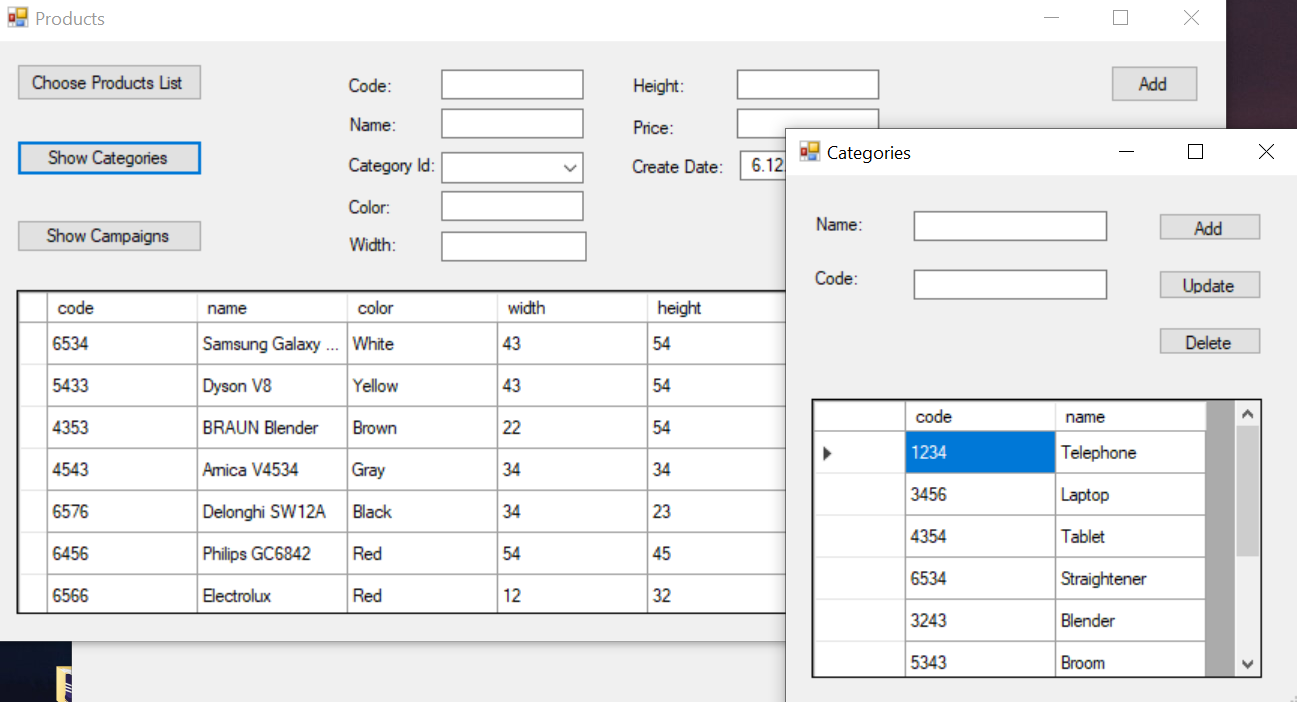 Products
Choose Products List
Show Categories
Show Campaigns
Code:
Name:
Category Id:
Color:
Width:
Height:
Price:
Create Date: 6.12
Add
code name color width height
6534 Samsung Galaxy ... White 43 54
5433 Dyson V8 Yellow 43 54
4353 BRAUN Blender Brown 22 54
4543 Amica V4534 Gray 34 34
6576 Delonghi SW12A Black 34 23
6456 Philips GC6842 Red 54 45
6566 Electrolux Red 12 32
Categories
Name:
Code:
Add
Update
Delete
code name
1234 Telephone
3456 Laptop
4354 Tablet
6534 Straightener
3243 Blender
5343 Broom